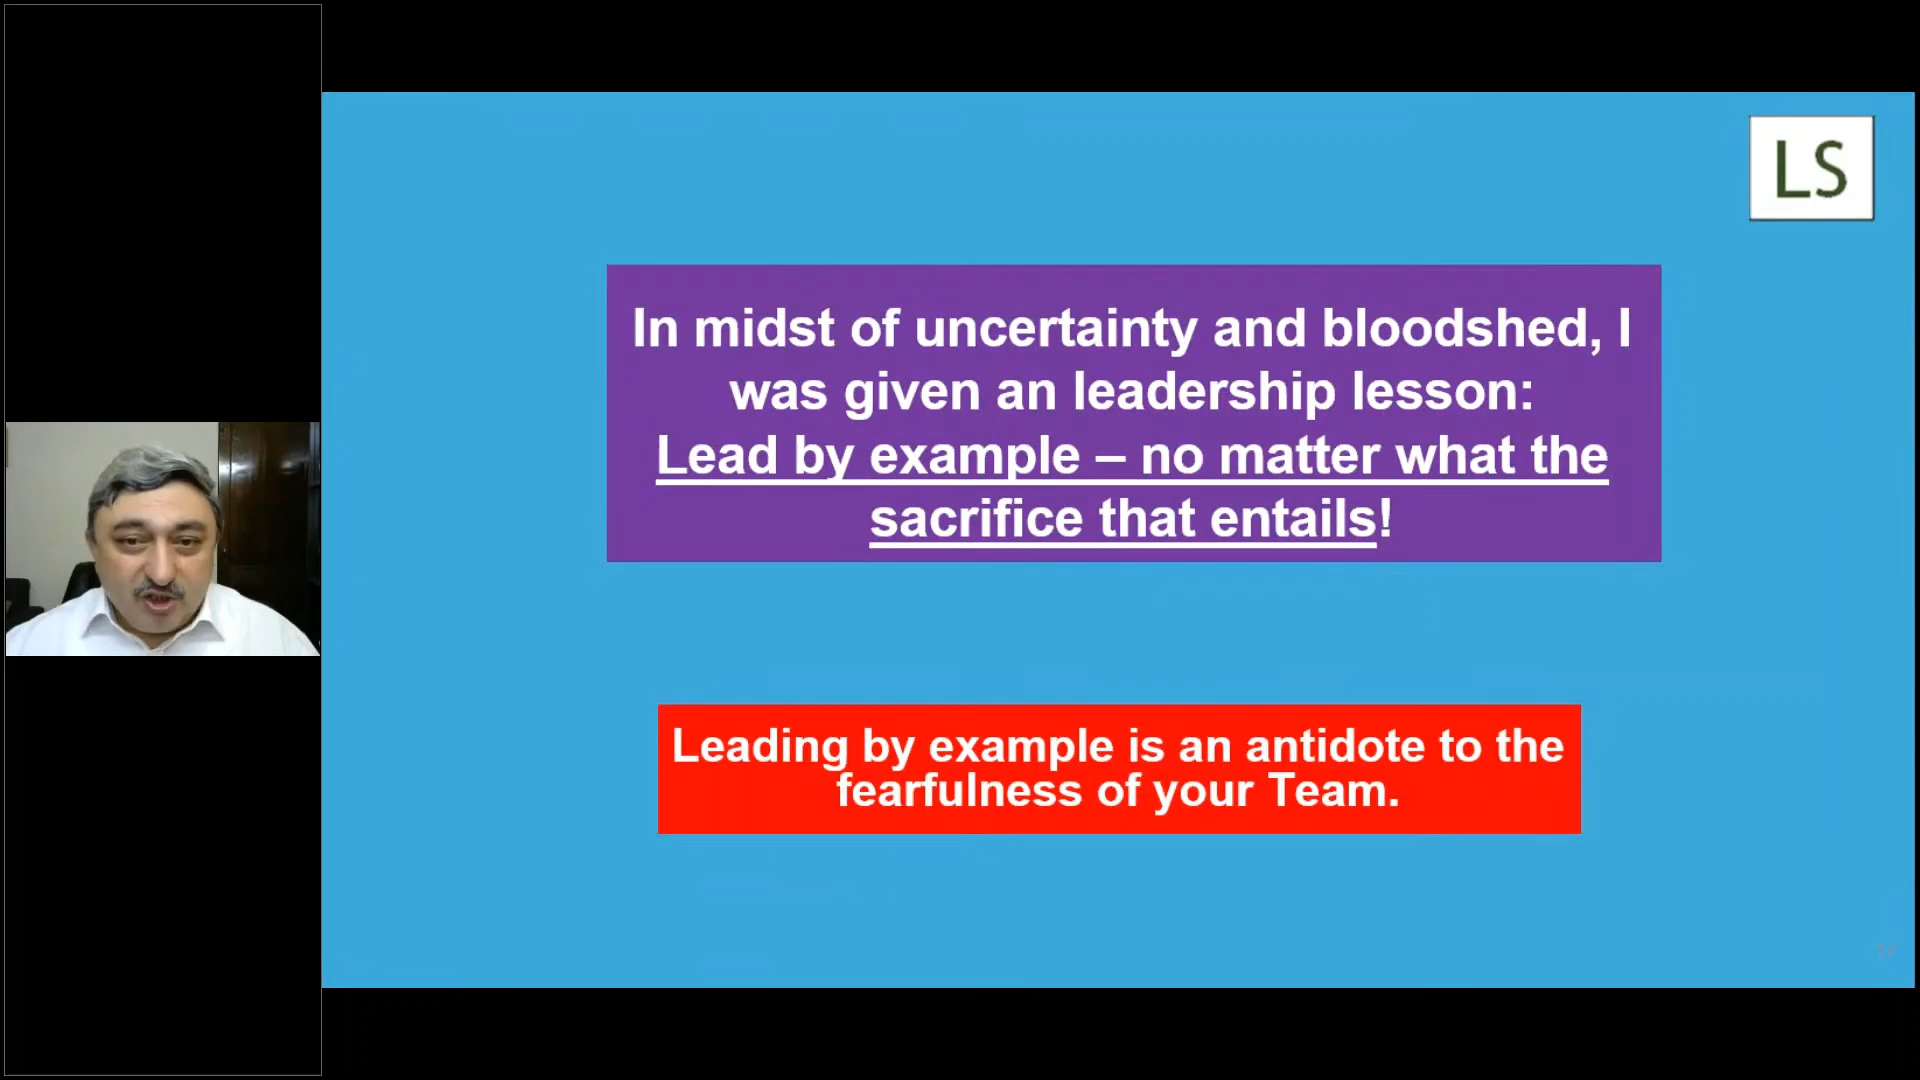 LS
In midst of uncertainty and bloodshed, I
was given an leadership lesson:
Lead by example – no matter what the
sacrifice that entails!
Leading by example is an antidote to the
fearfulness of your Team.